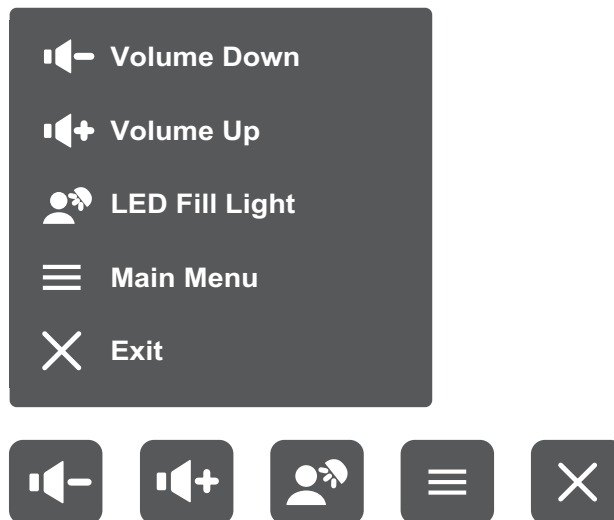 Volume Down
Volume Up
LED Fill Light
Main Menu
Exit